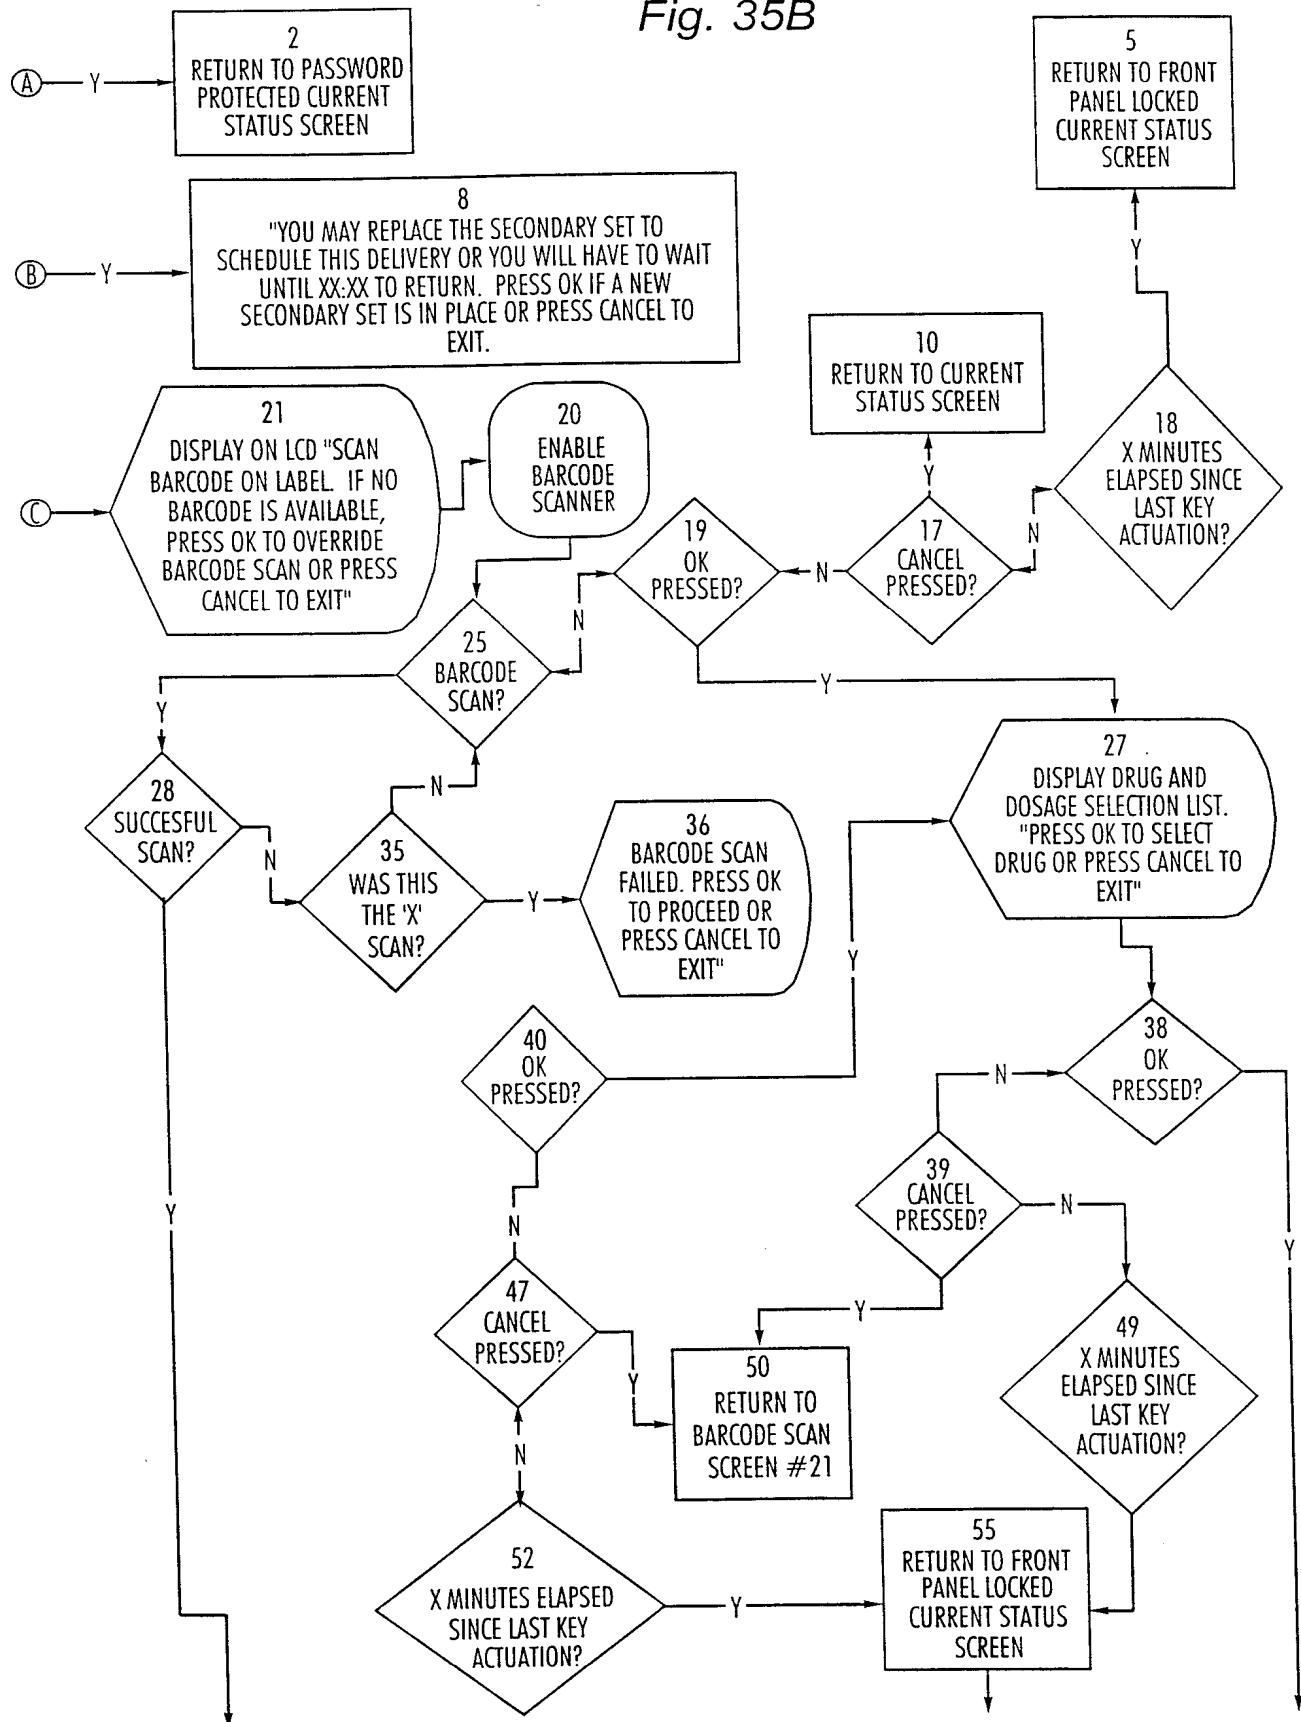 Fig. 35B
A
Y
2
RETURN TO PASSWORD
PROTECTED CURRENT
STATUS SCREEN
5
RETURN TO FRONT
PANEL LOCKED
CURRENT STATUS
SCREEN
Y
B
Y
8
"YOU MAY REPLACE THE SECONDARY SET TO
SCHEDULE THIS DELIVERY OR YOU WILL HAVE TO WAIT
UNTIL XX:XX TO RETURN. PRESS OK IF A NEW
SECONDARY SET IS IN PLACE OR PRESS CANCEL TO
EXIT.
10
RETURN TO CURRENT
STATUS SCREEN
Y
C
21
DISPLAY ON LCD "SCAN
BARCODE ON LABEL. IF NO
BARCODE IS AVAILABLE,
PRESS OK TO OVERRIDE
BARCODE SCAN OR PRESS
CANCEL TO EXIT"
20
ENABLE
BARCODE
SCANNER
18
X MINUTES
ELAPSED SINCE
LAST KEY
ACTUATION?
N
17
CANCEL
PRESSED?
N
19
OK
PRESSED?
N
Y
25
BARCODE
SCAN?
Y
N
28
SUCCESFUL
SCAN?
N
35
WAS THIS
THE 'X'
SCAN?
Y
36
BARCODE SCAN
FAILED. PRESS OK
TO PROCEED OR
PRESS CANCEL TO
EXIT"
27
DISPLAY DRUG AND
DOSAGE SELECTION LIST.
"PRESS OK TO SELECT
DRUG OR PRESS CANCEL TO
EXIT"
Y
40
OK
PRESSED?
38
OK
PRESSED?
N
39
CANCEL
PRESSED?
N
Y
Y
N
Y
47
CANCEL
PRESSED?
Y
50
RETURN TO
BARCODE SCAN
SCREEN #21
49
X MINUTES
ELAPSED SINCE
LAST KEY
ACTUATION?
N
52
X MINUTES ELAPSED
SINCE LAST KEY
ACTUATION?
Y
55
RETURN TO FRONT
PANEL LOCKED
CURRENT STATUS
SCREEN